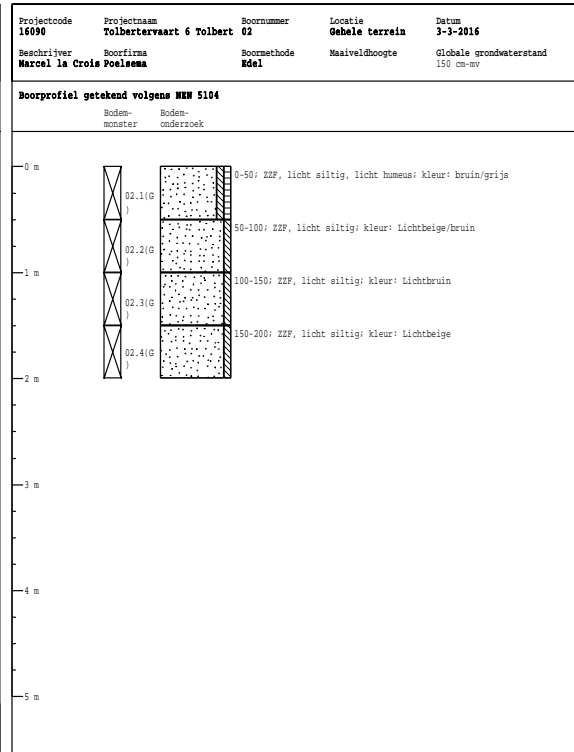 Projectcode Projectnaam Boornummer Locatie Datum
16090 Tolbertervaart 6 Tolbert 02 Gehele terrein 3-3-2016
Beschrijver Boorfirma Boormethode Maaiveldhoogte Globale grondwaterstand
Marcel la Crois Poelsema Edel 150 cm-mv
Boorprofiel getekend volgens NEN 5104
Bodem- Bodem-
monster onderzoek
0 m
0-50; ZZF, licht siltig, licht humeus; kleur: bruin/grijs
02.1(G
)
50-100; ZZF, licht siltig; kleur: Lichtbeige/bruin
02.2(G
)
1 m
100-150; ZZF, licht siltig; kleur: Lichtbruin
02.3(G
)
150-200; ZZF, licht siltig; kleur: Lichtbeige
02.4(G
)
2 m
3 m
4 m
5 m